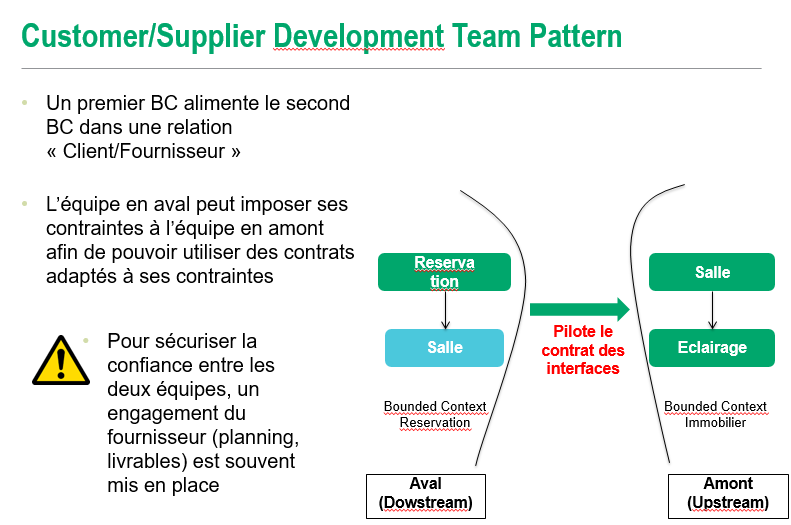 Customer/Supplier Development Team Pattern
• Un premier BC alimente le second
BC dans une relation
« Client/Fournisseur »
• L’équipe en aval peut imposer ses
contraintes à l’équipe en amont
afin de pouvoir utiliser des contrats
adaptés à ses contraintes
• Pour sécuriser la
confiance entre les
deux équipes, un
engagement du
fournisseur (planning,
livrables) est souvent
mis en place
Reserva
tion
Salle
Bounded Context
Reservation
Aval
(Dowstream)
Pilote le
contrat des
interfaces
Salle
Eclairage
Bounded Context
Immobilier
Amont
(Upstream)